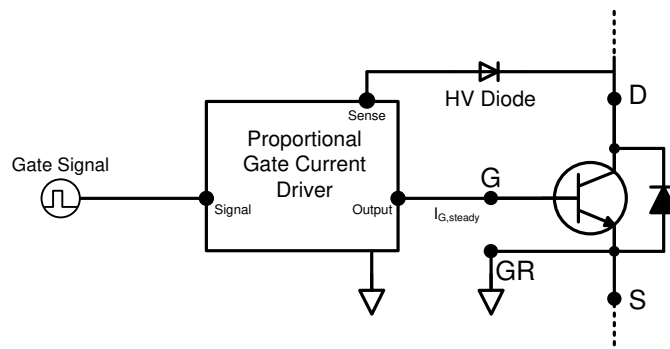 HV Diode
D
Sense
Proportional
Gate Current
Driver
Gate Signal
Signal
Output
G
I_G,steady
GR
S